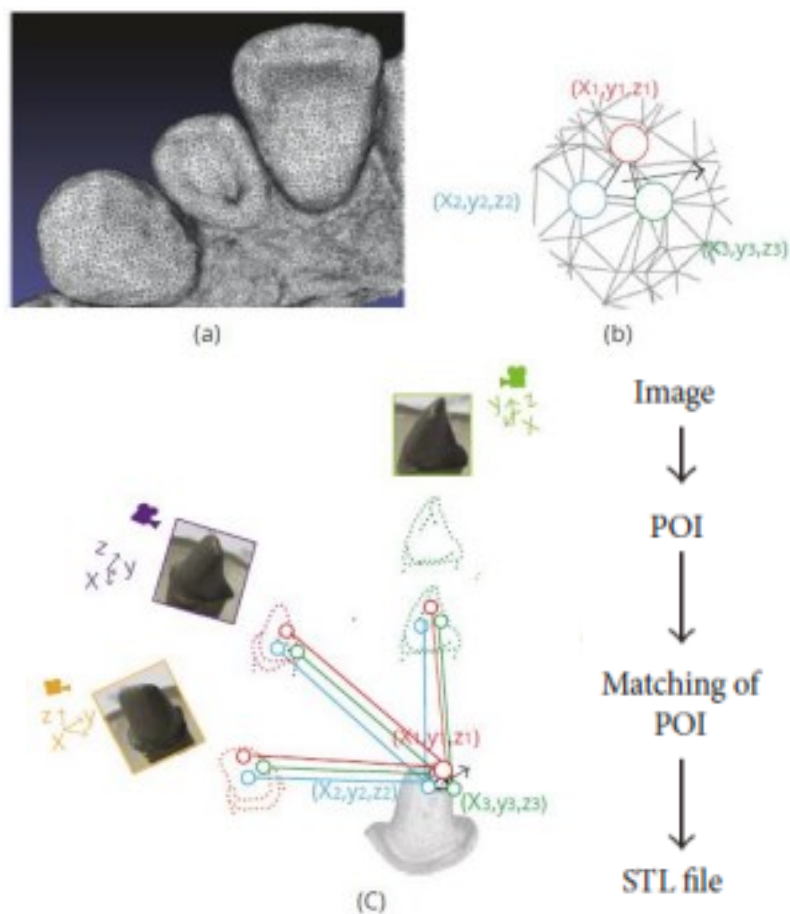 (X1,y1,z1)
(X2,y2,z2)
(X3,y3,z3)
(a)
(b)
Image
y z
x
POI
z
x y
Matching of
POI
z y
x
(X1,y1,z1)
(X2,y2,z2)
(X3,y3,z3)
STL file
(C)